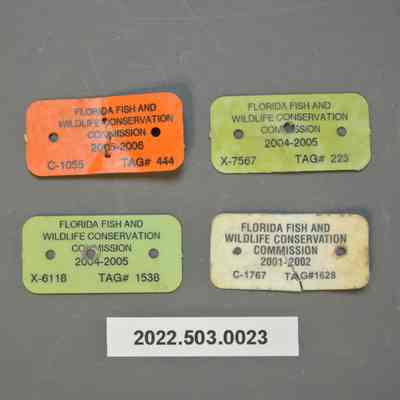 FLORIDA FISH AND
WILDLIFE CONSERVATION
COMMISSION
2005-2006
C-1055 TAG# 444
FLORIDA FISH AND
WILDLIFE CONSERVATION
COMMISSION
2004-2005
X-7567 TAG# 223
FLORIDA FISH AND
WILDLIFE CONSERVATION
COMMISSION
2004-2005
X-6118 TAG# 1538
FLORIDA FISH AND
WILDLIFE CONSERVATION
COMMISSION
2001-2002
C-1767 TAG#1628
2022.503.0023